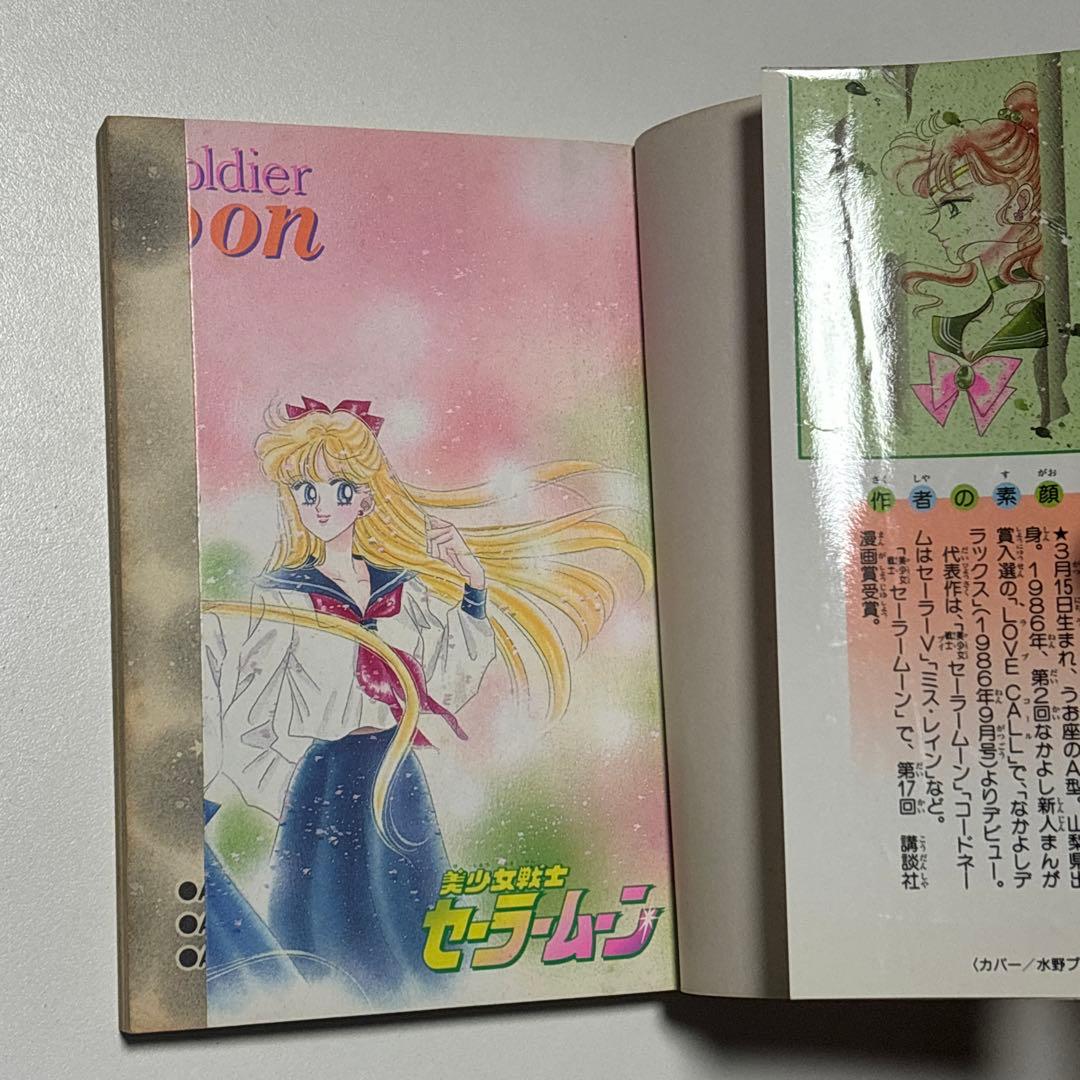 oldier
oon
美少女戦士
セーラームーン
●A
●A
●A
さく しゃ す がお
作者の素顔
★3月15日生まれ、うお座のA型。山梨県出
身。1986年、第2回なかよし新人まんが
賞入選の「LOVE CALL」で、「なかよしデ
ラックス」(1986年9月号)よりデビュー。
代表作は、「美少女戦士セーラームーン」「コードネー
ムはセーラーV」「ミス・レイン」など。
「美少女戦士セーラームーン」で、第17回 講談社
漫画賞受賞。
〈カバー/水野プ